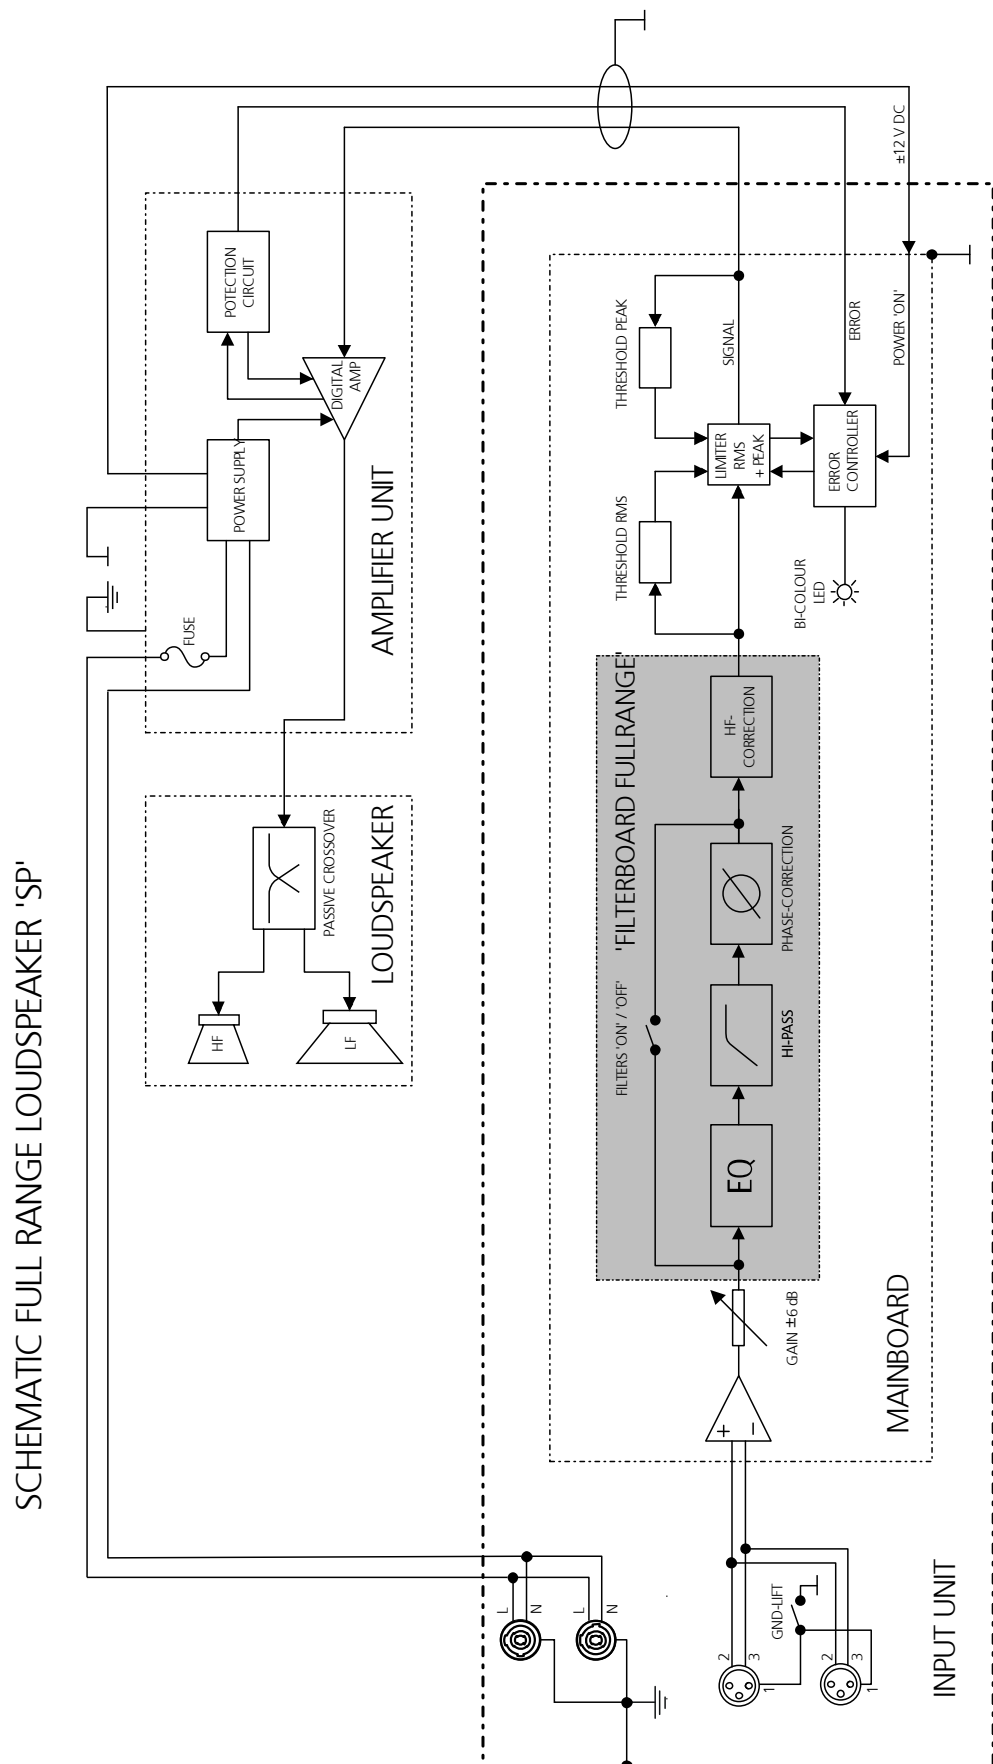 SCHEMATIC FULL RANGE LOUDSPEAKER 'SP'
FUSE
POWER SUPPLY
POTECTION
CIRCUIT
DIGITAL
AMP
AMPLIFIER UNIT
HF
LF
PASSIVE CROSSOVER
LOUDSPEAKER
L
N
L
N
2
3
1
GND-LIFT
2
3
1
INPUT UNIT
+
−
GAIN ±6 dB
MAINBOARD
'FILTERBOARD FULLRANGE'
FILTERS 'ON' / 'OFF'
EQ
HI-PASS
PHASE-CORRECTION
HF-
CORRECTION
THRESHOLD RMS
THRESHOLD PEAK
LIMITER
RMS
+ PEAK
SIGNAL
BI-COLOUR
LED
ERROR
CONTROLLER
ERROR
POWER 'ON'
±12 V DC